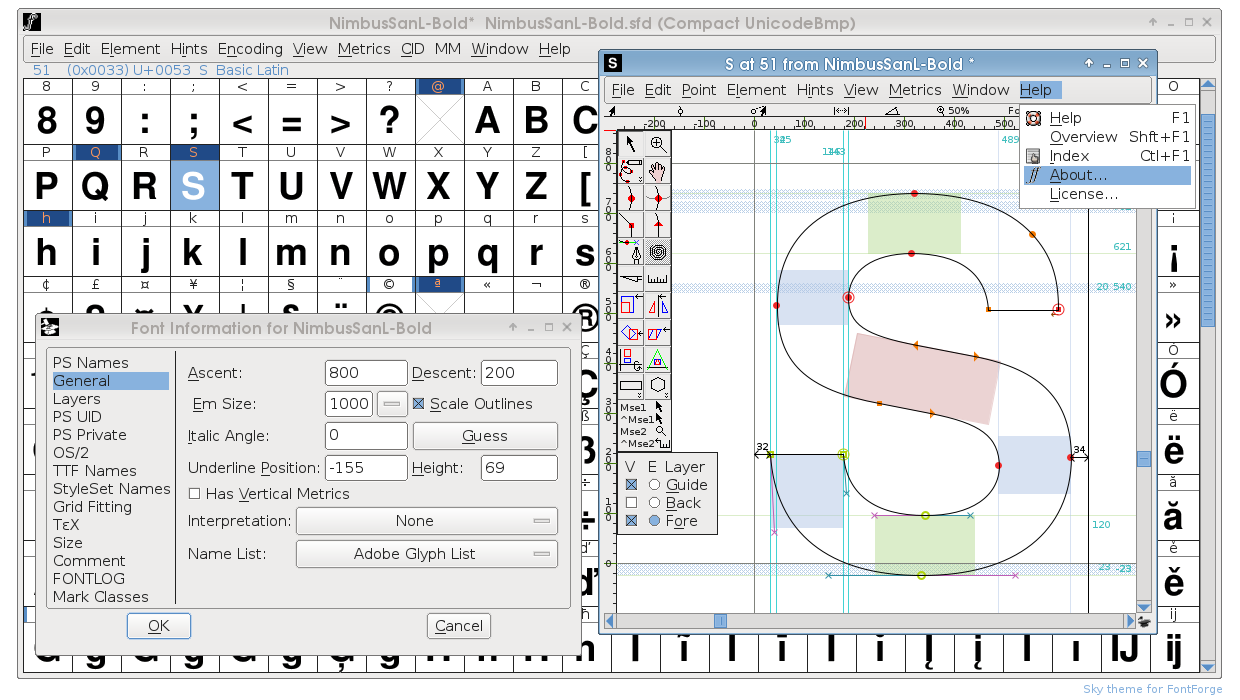 NimbusSanL-Bold*  NimbusSanL-Bold.sfd (Compact UnicodeBmp)
File Edit Element Hints Encoding View Metrics CID MM Window Help
51 (0x0033) U+0053 S Basic Latin
8 9 : ; < = > ? @ A B C
8 9 : ; < = > ? A B C
P Q R S T U V W X Y Z [
P Q R S T U V W X Y Z [
h i j k l m n o p q r s
h i j k l m n o p q r s
¢ £ ¤ ¥ ¦ § ¨ © ª « ¬ ®
S at 51 from NimbusSanL-Bold *
File Edit Point Element Hints View Metrics Window Help
50%
-200 -100 0 100 200 300 400 500
Help F1
Overview Shft+F1
Index Ctl+F1
About...
License...
489
621
20 540
120
23 -23
32
34
Mse1
^Mse1
Mse2
^Mse2
V E Layer
Guide
Back
Fore
Font Information for NimbusSanL-Bold
PS Names
General
Layers
PS UID
PS Private
OS/2
TTF Names
StyleSet Names
Grid Fitting
TεX
Size
Comment
FONTLOG
Mark Classes
Ascent: 800 Descent: 200
Em Size: 1000 Scale Outlines
Italic Angle: 0 Guess
Underline Position: -155 Height: 69
Has Vertical Metrics
Interpretation: None
Name List: Adobe Glyph List
OK Cancel
¡
»
»
Ó
Ó
ë
ë
ă
ă
ě
ě
ij
ij
Sky theme for FontForge